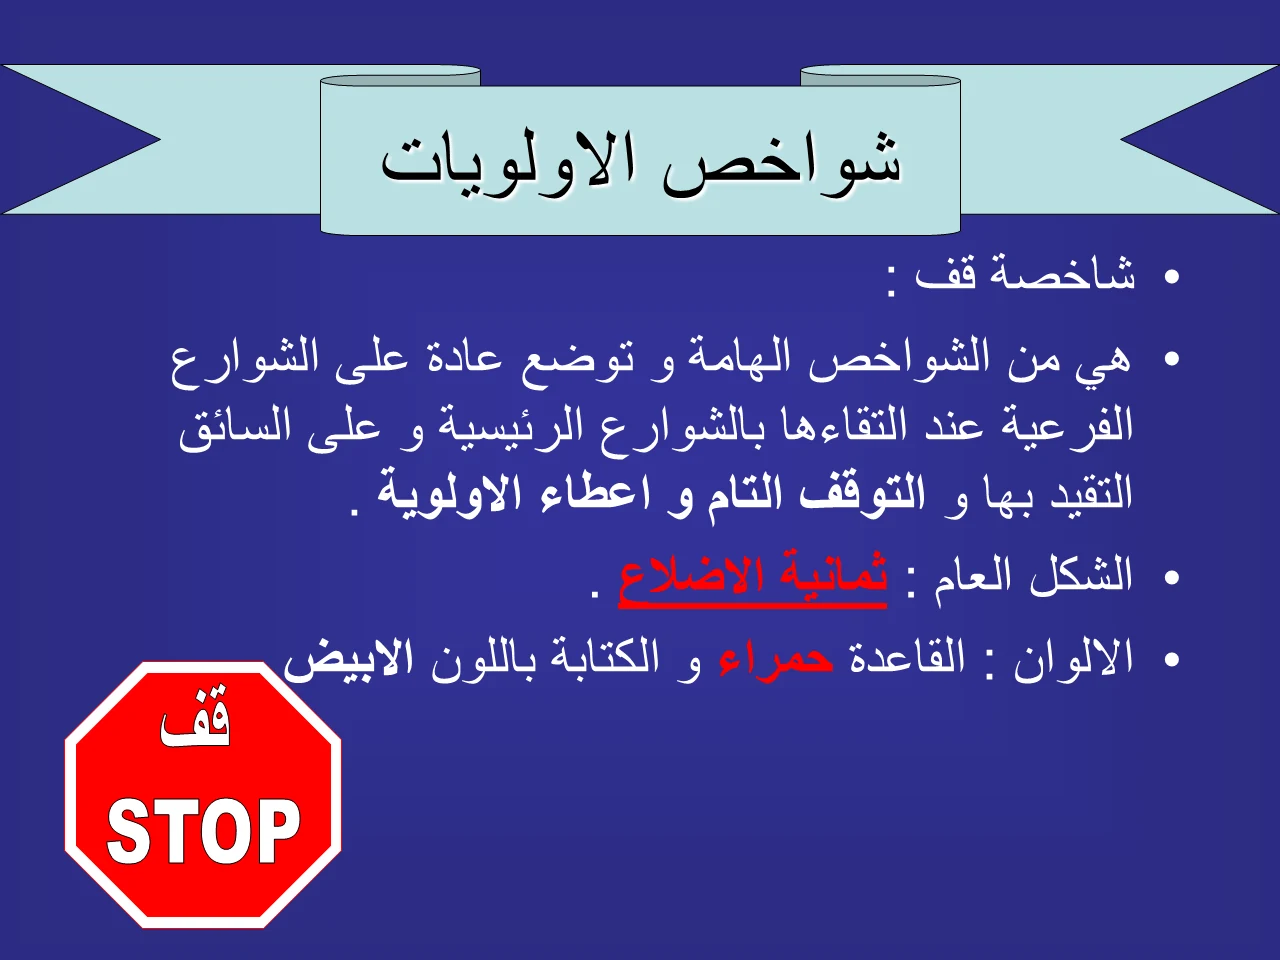 شواخص الاولويات
• شاخصة قف :
• هي من الشواخص الهامة و توضع عادة على الشوارع
الفرعية عند التقاءها بالشوارع الرئيسية و على السائق
التقيد بها و التوقف التام و اعطاء الاولوية .
• الشكل العام : ثمانية الاضلاع .
• الالوان : القاعدة حمراء و الكتابة باللون الابيض
قف
STOP